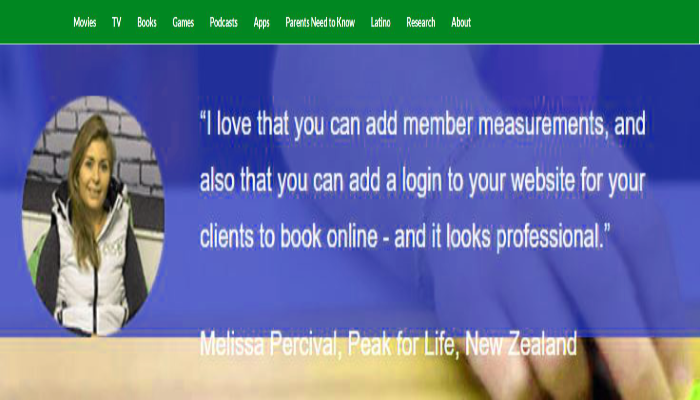 Movies TV Books Games Podcasts Apps Parents Need to Know Latino Research About
“I love that you can add member measurements, and
also that you can add a login to your website for your
clients to book online - and it looks professional.”
Melissa Percival, Peak for Life, New Zealand